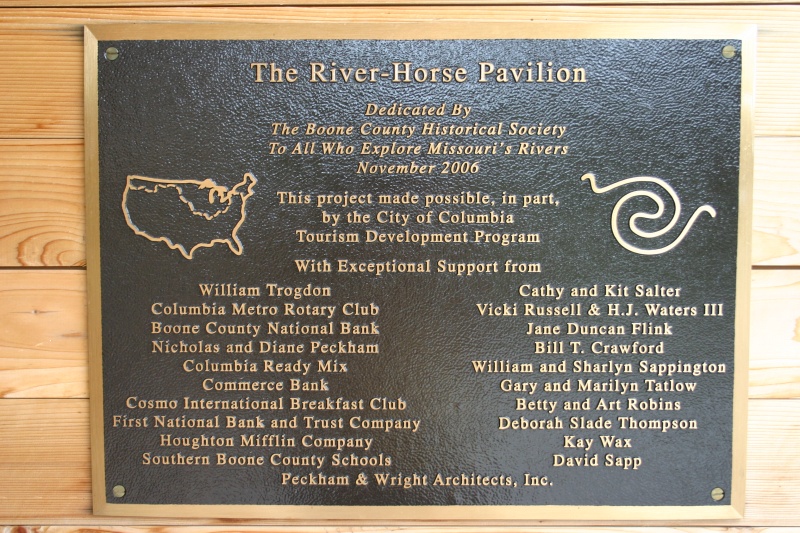 The River-Horse Pavilion
Dedicated By
The Boone County Historical Society
To All Who Explore Missouri's Rivers
November 2006
This project made possible, in part,
by the City of Columbia
Tourism Development Program
With Exceptional Support from
William Trogdon
Columbia Metro Rotary Club
Boone County National Bank
Nicholas and Diane Peckham
Columbia Ready Mix
Commerce Bank
Cosmo International Breakfast Club
First National Bank and Trust Company
Houghton Mifflin Company
Southern Boone County Schools
Cathy and Kit Salter
Vicki Russell & H.J. Waters III
Jane Duncan Flink
Bill T. Crawford
William and Sharlyn Sappington
Gary and Marilyn Tatlow
Betty and Art Robins
Deborah Slade Thompson
Kay Wax
David Sapp
Peckham & Wright Architects, Inc.